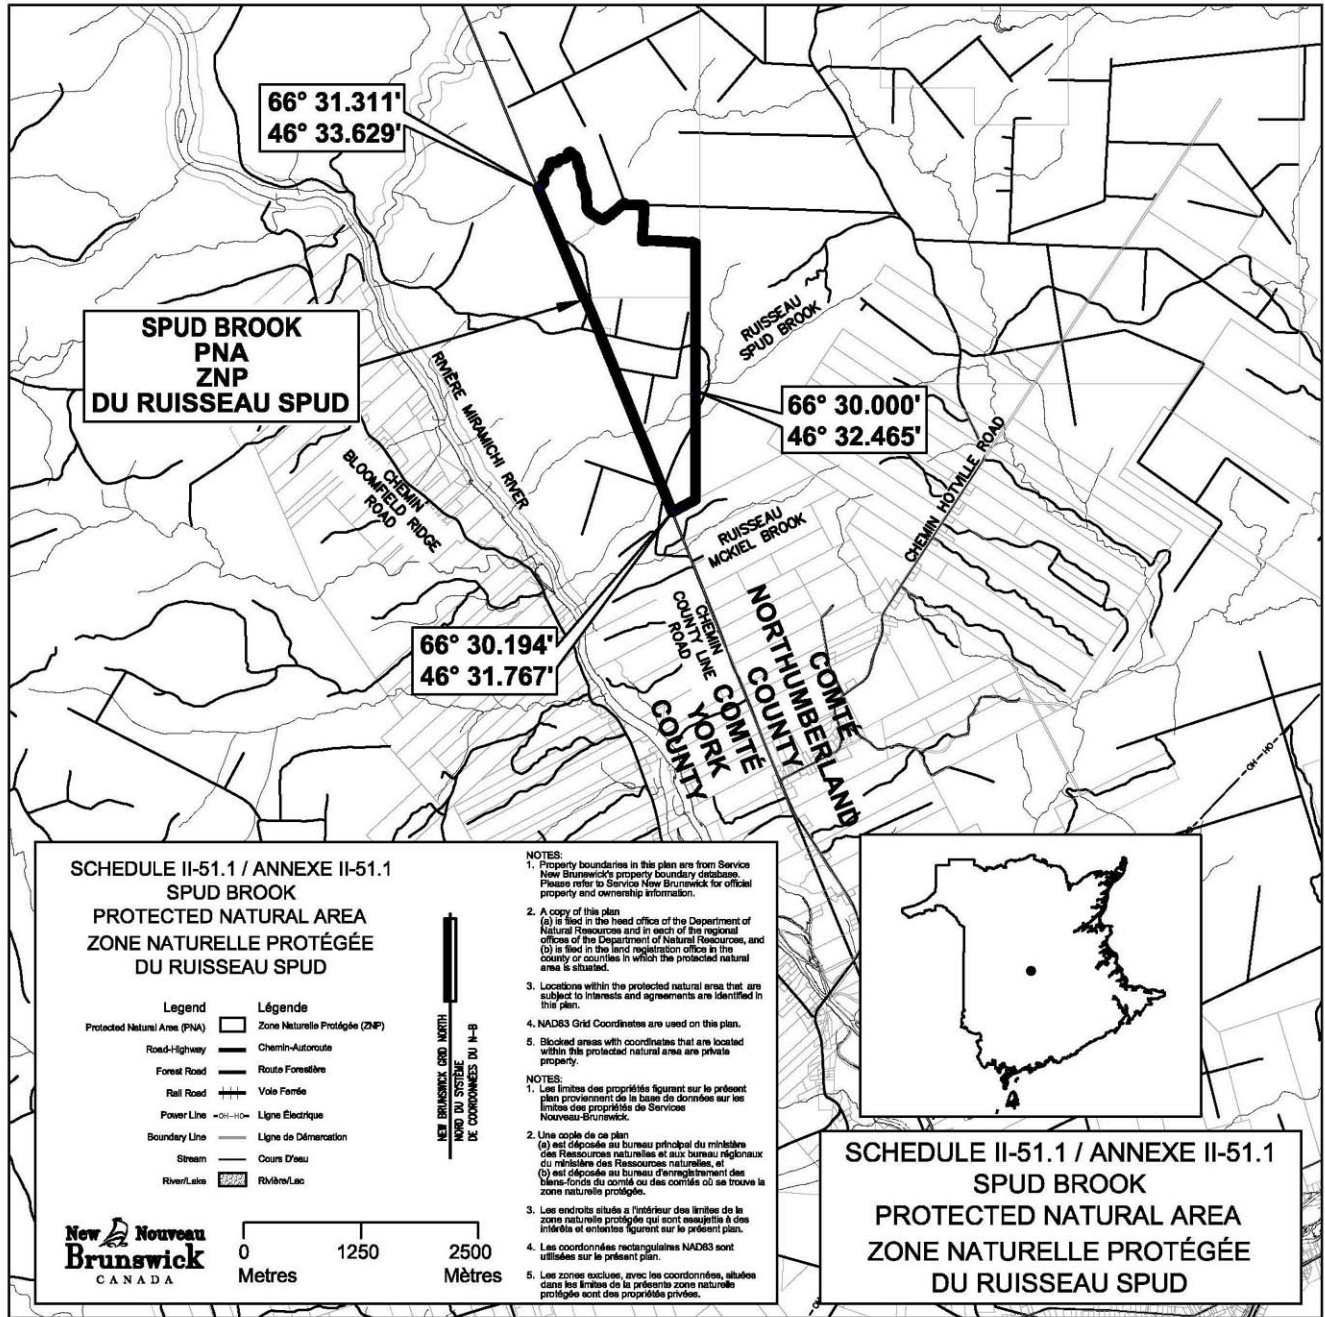 66° 31.311'
46° 33.629'
SPUD BROOK
PNA
ZNP
DU RUISSEAU SPUD
RUISSEAU
SPUD BROOK
66° 30.000'
46° 32.465'
RIVIÈRE MIRAMICHI RIVER
CHEMIN
BLOOMFIELD RIDGE
ROAD
CHEMIN HOTVILLE ROAD
RUISSEAU
MCKIEL BROOK
66° 30.194'
46° 31.767'
CHEMIN
COUNTY LINE
ROAD
COMTÉ
NORTHUMBERLAND
COUNTY
COMTÉ
YORK
COUNTY
—OH—HO—
SCHEDULE II-51.1 / ANNEXE II-51.1
SPUD BROOK
PROTECTED NATURAL AREA
ZONE NATURELLE PROTÉGÉE
DU RUISSEAU SPUD
Legend Légende
Protected Natural Area (PNA) Zone Naturelle Protégée (ZNP)
Road-Highway Chemin-Autoroute
Forest Road Route Forestière
Rail Road Voie Ferrée
Power Line —OH—HO— Ligne Électrique
Boundary Line Ligne de Démarcation
Stream Cours D'eau
River/Lake Rivière/Lac
NEW BRUNSWICK GRID NORTH
NORD DU SYSTÈME
DE COORDONNÉES DU N-B
New Nouveau
Brunswick
CANADA
0 1250 2500
Metres Mètres
NOTES:
1. Property boundaries in this plan are from Service
New Brunswick's property boundary database.
Please refer to Service New Brunswick for official
property and ownership information.
2. A copy of this plan
(a) is filed in the head office of the Department of
Natural Resources and in each of the regional
offices of the Department of Natural Resources, and
(b) is filed in the land registration office in the
county or counties in which the protected natural
area is situated.
3. Locations within the protected natural area that are
subject to interests and agreements are identified in
this plan.
4. NAD83 Grid Coordinates are used on this plan.
5. Blocked areas with coordinates that are located
within this protected natural area are private
property.
NOTES:
1. Les limites des propriétés figurant sur le présent
plan proviennent de la base de données sur les
limites des propriétés de Services
Nouveau-Brunswick.
2. Une copie de ce plan
(a) est déposée au bureau principal du ministère
des Ressources naturelles et aux bureau régionaux
du ministère des Ressources naturelles, et
(b) est déposée au bureau d'enregistrement des
biens-fonds du comté ou des comtés où se trouve la
zone naturelle protégée.
3. Les endroits situés a l'intérieur des limites de la
zone naturelle protégée qui sont assujettis à des
intérêts et ententes figurent sur le présent plan.
4. Les coordonnées rectangulaires NAD83 sont
utilisées sur le présent plan.
5. Les zones exclues, avec les coordonnées, situées
dans les limites de la présente zone naturelle
protégée sont des propriétés privées.
SCHEDULE II-51.1 / ANNEXE II-51.1
SPUD BROOK
PROTECTED NATURAL AREA
ZONE NATURELLE PROTÉGÉE
DU RUISSEAU SPUD